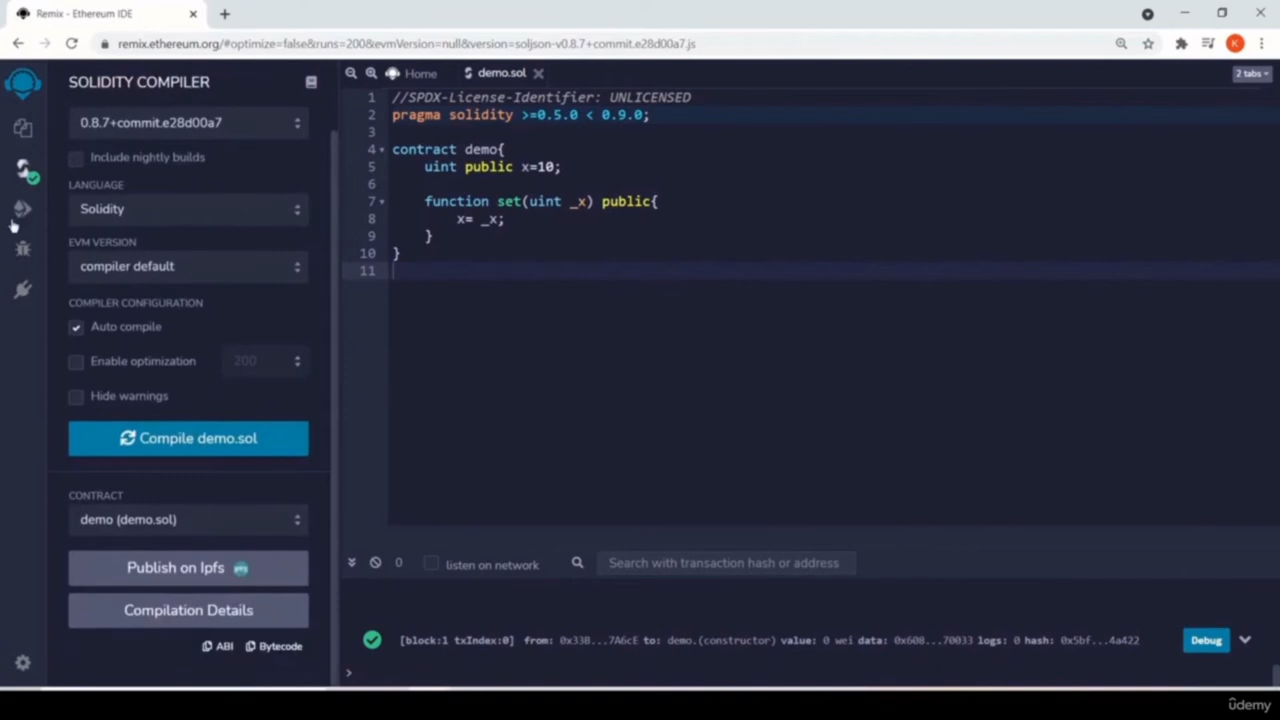 Remix - Ethereum IDE
remix.ethereum.org/#optimize=false&runs=200&evmVersion=null&version=soljson-v0.8.7+commit.e28d00a7.js
K
SOLIDITY COMPILER
0.8.7+commit.e28d00a7
Include nightly builds
LANGUAGE
Solidity
EVM VERSION
compiler default
COMPILER CONFIGURATION
Auto compile
Enable optimization 200
Hide warnings
Compile demo.sol
CONTRACT
demo (demo.sol)
Publish on Ipfs
Compilation Details
ABI Bytecode
Home demo.sol 2 tabs
1 //SPDX-License-Identifier: UNLICENSED
2 pragma solidity >=0.5.0 < 0.9.0;
3
4 contract demo{
5 uint public x=10;
6
7 function set(uint _x) public{
8 x= _x;
9 }
10 }
11
0 listen on network Search with transaction hash or address
[block:1 txIndex:0] from: 0x33B...7A6CE to: demo.(constructor) value: 0 wei data: 0x608...70033 logs: 0 hash: 0x5bf...4a422 Debug
>
ûdemy